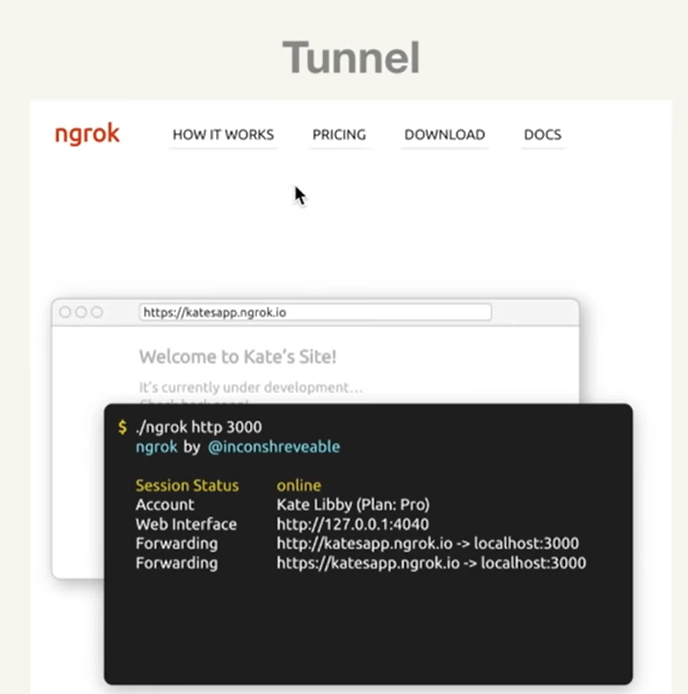 Tunnel
ngrok HOW IT WORKS PRICING DOWNLOAD DOCS
https://katesapp.ngrok.io
Welcome to Kate's Site!
It's currently under development...
$ ./ngrok http 3000
ngrok by @inconshreveable
Session Status online
Account Kate Libby (Plan: Pro)
Web Interface http://127.0.0.1:4040
Forwarding http://katesapp.ngrok.io -> localhost:3000
Forwarding https://katesapp.ngrok.io -> localhost:3000